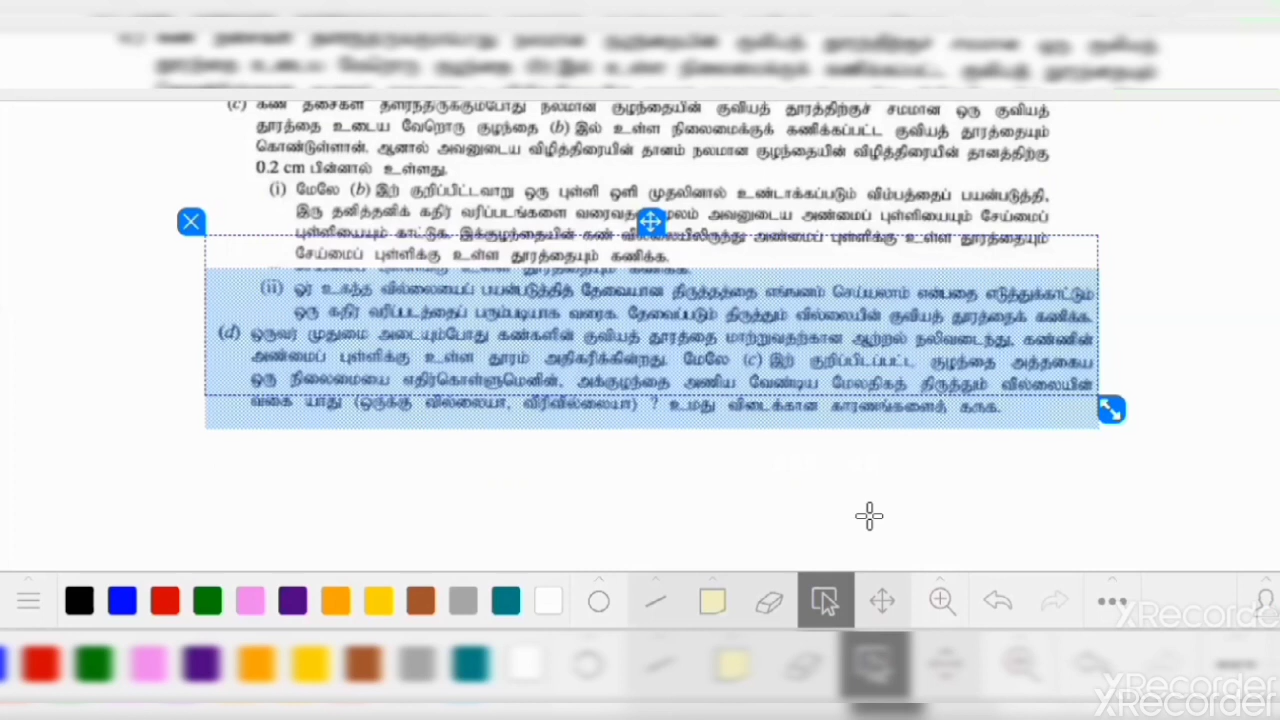 (c) கண் தசைகள் தளர்ந்திருக்கும்போது நலமான குழந்தையின் குவியத் தூரத்திற்குச் சமமான ஒரு குவியத்
தூரத்தை உடைய வேறொரு குழந்தை (b) இல் உள்ள நிலைமைக்குக் கணிக்கப்பட்ட குவியத் தூரத்தையும்
கொண்டுள்ளான். ஆனால் அவனுடைய விழித்திரையின் தானம் நலமான குழந்தையின் விழித்திரையின் தானத்திற்கு
0.2 cm பின்னால் உள்ளது.
(i) மேலே (b) இற் குறிப்பிட்டவாறு ஒரு புள்ளி ஒளி முதலினால் உண்டாக்கப்படும் விம்பத்தைப் பயன்படுத்தி,
இரு தனித்தனிக் கதிர் வரிப்படங்களை வரைவதன் மூலம் அவனுடைய அண்மைப் புள்ளியையும் சேய்மைப்
புள்ளியையும் காட்டுக. இக்குழந்தையின் கண் வில்லையிலிருந்து அண்மைப் புள்ளிக்கு உள்ள தூரத்தையும்
சேய்மைப் புள்ளிக்கு உள்ள தூரத்தையும் கணிக்க.
(ii) ஓர் உகந்த வில்லையைப் பயன்படுத்தித் தேவையான திருத்தத்தை எங்ஙனம் செய்யலாம் என்பதை எடுத்துக்காட்டும்
ஒரு கதிர் வரிப்படத்தைப் பரும்படியாக வரைக. தேவைப்படும் திருத்தும் வில்லையின் குவியத் தூரத்தைக் கணிக்க.
(d) ஒருவர் முதுமை அடையும்போது கண்களின் குவியத் தூரத்தை மாற்றுவதற்கான ஆற்றல் நலிவடைந்து, கண்ணின்
அண்மைப் புள்ளிக்கு உள்ள தூரம் அதிகரிக்கின்றது. மேலே (c) இற் குறிப்பிடப்பட்ட குழந்தை அத்தகைய
ஒரு நிலைமையை எதிர்கொள்ளுமெனின், அக்குழந்தை அணிய வேண்டிய மேலதிகத் திருத்தும் வில்லையின்
வகை யாது (ஒருக்கு வில்லையா, விரிவில்லையா) ? உமது விடைக்கான காரணங்களைத் தருக.
XRecorder
XRecorder
XRecorder